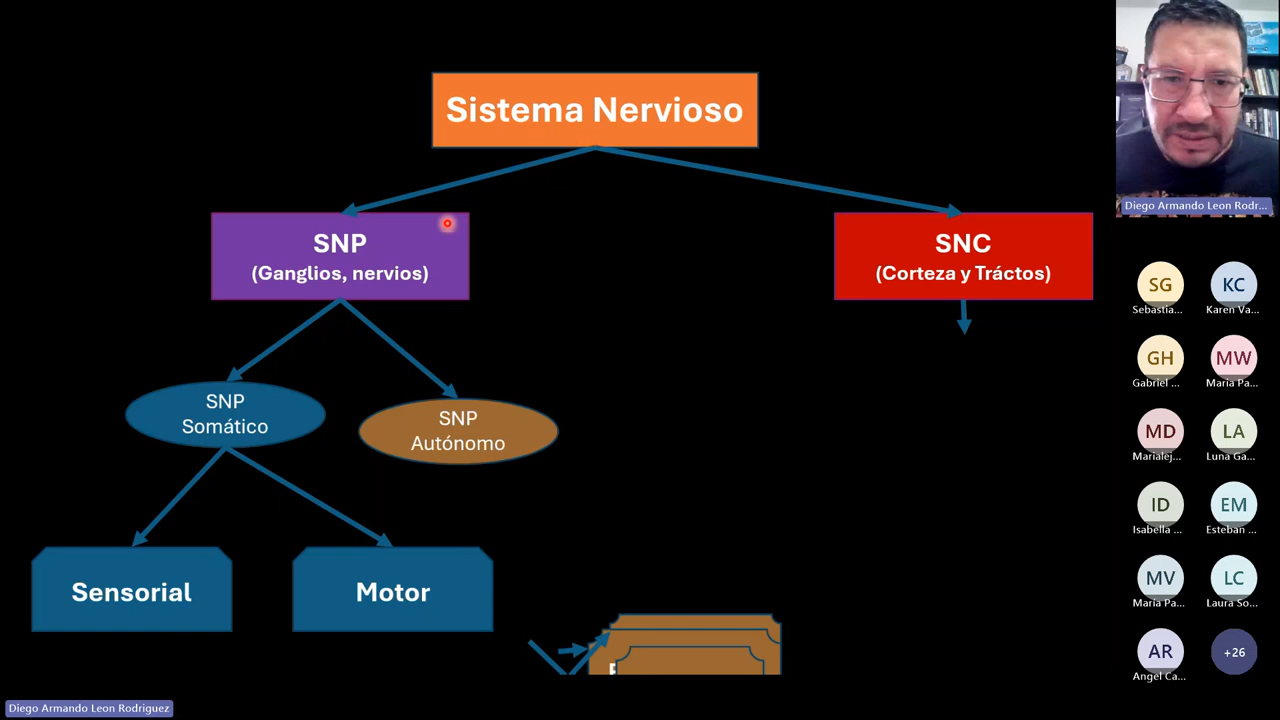 Sistema Nervioso
SNP
(Ganglios, nervios)
SNC
(Corteza y Tráctos)
SNP
Somático
SNP
Autónomo
Sensorial
Motor
Diego Armando Leon Rodriguez
Diego Armando Leon Rodr...
SG
Sebastia...
KC
Karen Va...
GH
Gabriel ...
MW
Maria Pa...
MD
Marialej...
LA
Luna Ga...
ID
Isabella ...
EM
Esteban ...
MV
Maria Pa...
LC
Laura So...
AR
Angel Ca...
+26